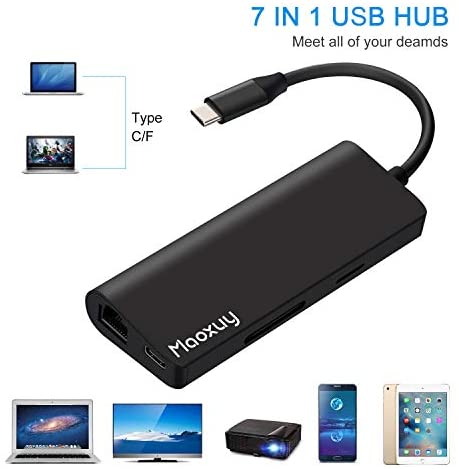 7 IN 1 USB HUB
Meet all of your deamds
Type
C/F
Maoxuy